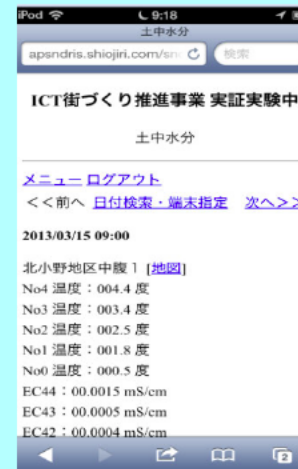 iPod 9:18
土中水分
apsndris.shiojiri.com/sn 検索
ICT街づくり推進事業 実証実験中
土中水分
メニュー ログアウト
<<前へ 日付検索・端末指定 次へ>>
2013/03/15 09:00
北小野地区中腹1 [地図]
No4 温度：004.4 度
No3 温度：003.4 度
No2 温度：002.5 度
No1 温度：001.8 度
No0 温度：000.5 度
EC44：00.0015 mS/cm
EC43：00.0005 mS/cm
EC42：00.0004 mS/cm
2